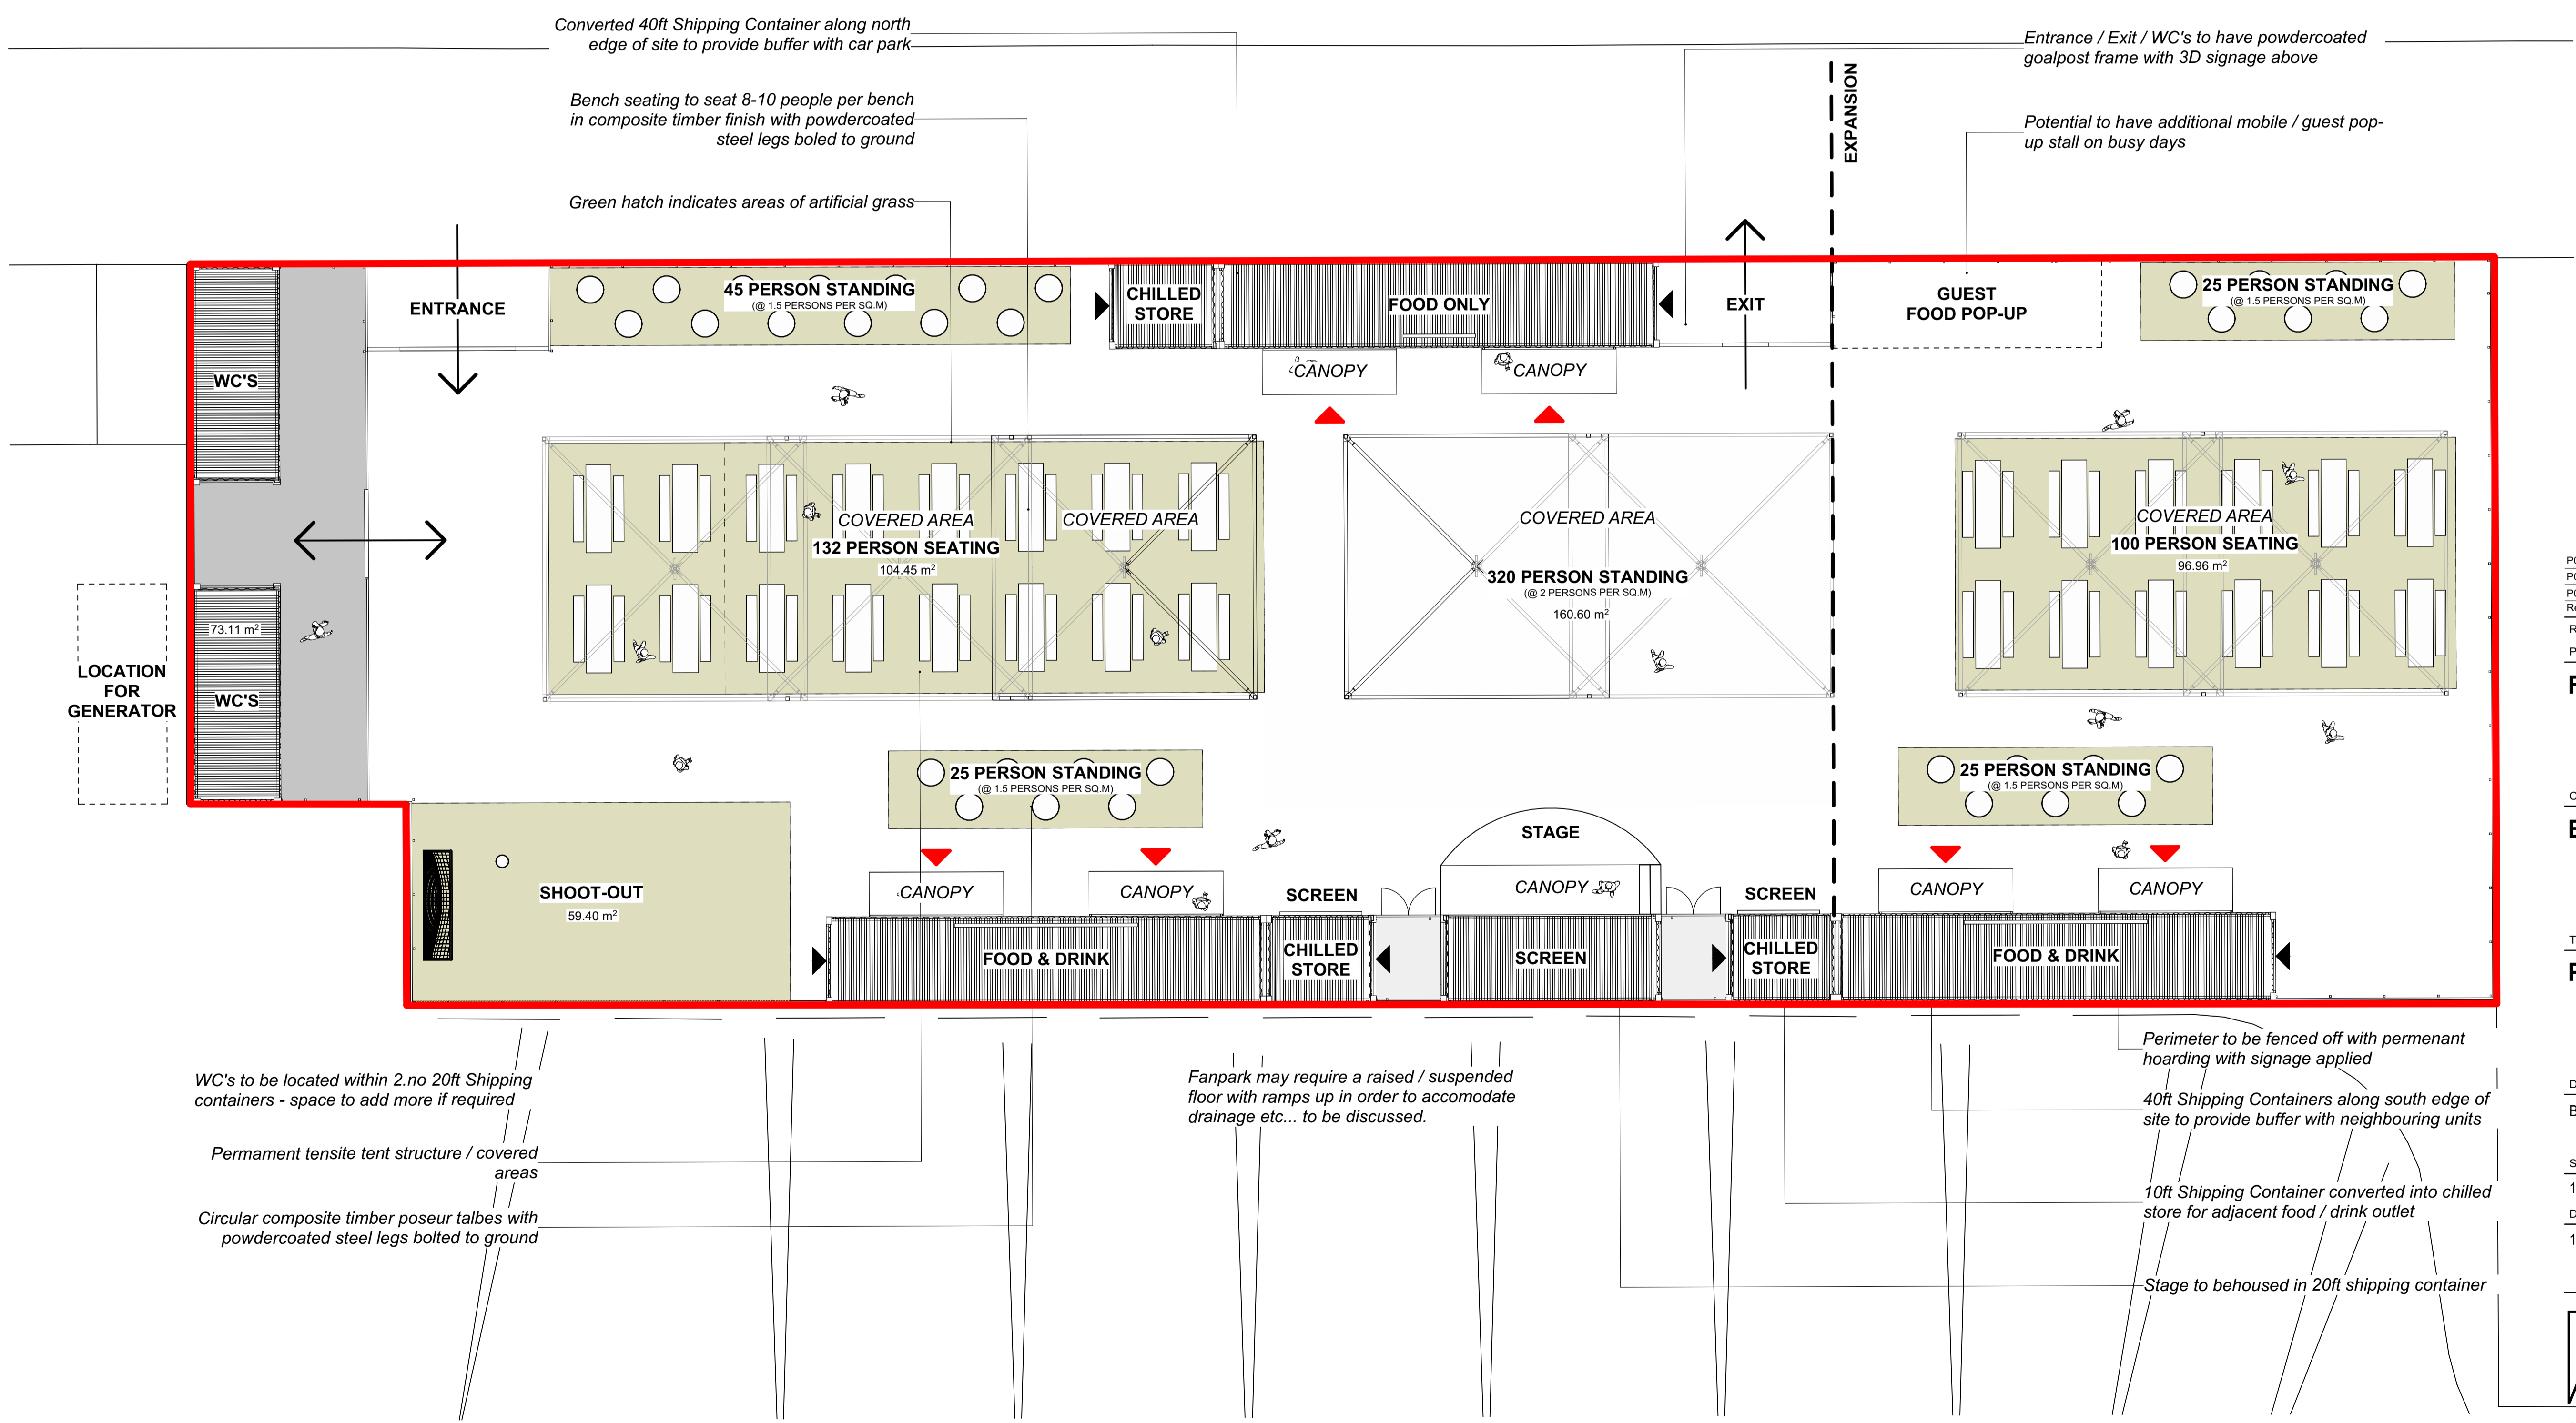 Converted 40ft Shipping Container along north
edge of site to provide buffer with car park
Entrance / Exit / WC's to have powdercoated
goalpost frame with 3D signage above
EXPANSION
Bench seating to seat 8-10 people per bench
in composite timber finish with powdercoated
steel legs boled to ground
Potential to have additional mobile / guest pop-
up stall on busy days
Green hatch indicates areas of artificial grass
ENTRANCE
45 PERSON STANDING
(@ 1.5 PERSONS PER SQ.M)
CHILLED
STORE
FOOD ONLY
EXIT
GUEST
FOOD POP-UP
25 PERSON STANDING
(@ 1.5 PERSONS PER SQ.M)
WC'S
CANOPY
CANOPY
COVERED AREA
132 PERSON SEATING
104.45 m²
COVERED AREA
COVERED AREA
320 PERSON STANDING
(@ 2 PERSONS PER SQ.M)
160.60 m²
COVERED AREA
100 PERSON SEATING
96.96 m²
73.11 m²
WC'S
LOCATION
FOR
GENERATOR
25 PERSON STANDING
(@ 1.5 PERSONS PER SQ.M)
25 PERSON STANDING
(@ 1.5 PERSONS PER SQ.M)
STAGE
SHOOT-OUT
59.40 m²
CANOPY
CANOPY
SCREEN
CANOPY
SCREEN
CANOPY
CANOPY
FOOD & DRINK
CHILLED
STORE
SCREEN
CHILLED
STORE
FOOD & DRINK
WC's to be located within 2.no 20ft Shipping
containers - space to add more if required
Fanpark may require a raised / suspended
floor with ramps up in order to accomodate
drainage etc... to be discussed.
Perimeter to be fenced off with permenant
hoarding with signage applied
40ft Shipping Containers along south edge of
site to provide buffer with neighbouring units
Permament tensite tent structure / covered
areas
10ft Shipping Container converted into chilled
store for adjacent food / drink outlet
Circular composite timber poseur talbes with
powdercoated steel legs bolted to ground
Stage to behoused in 20ft shipping container